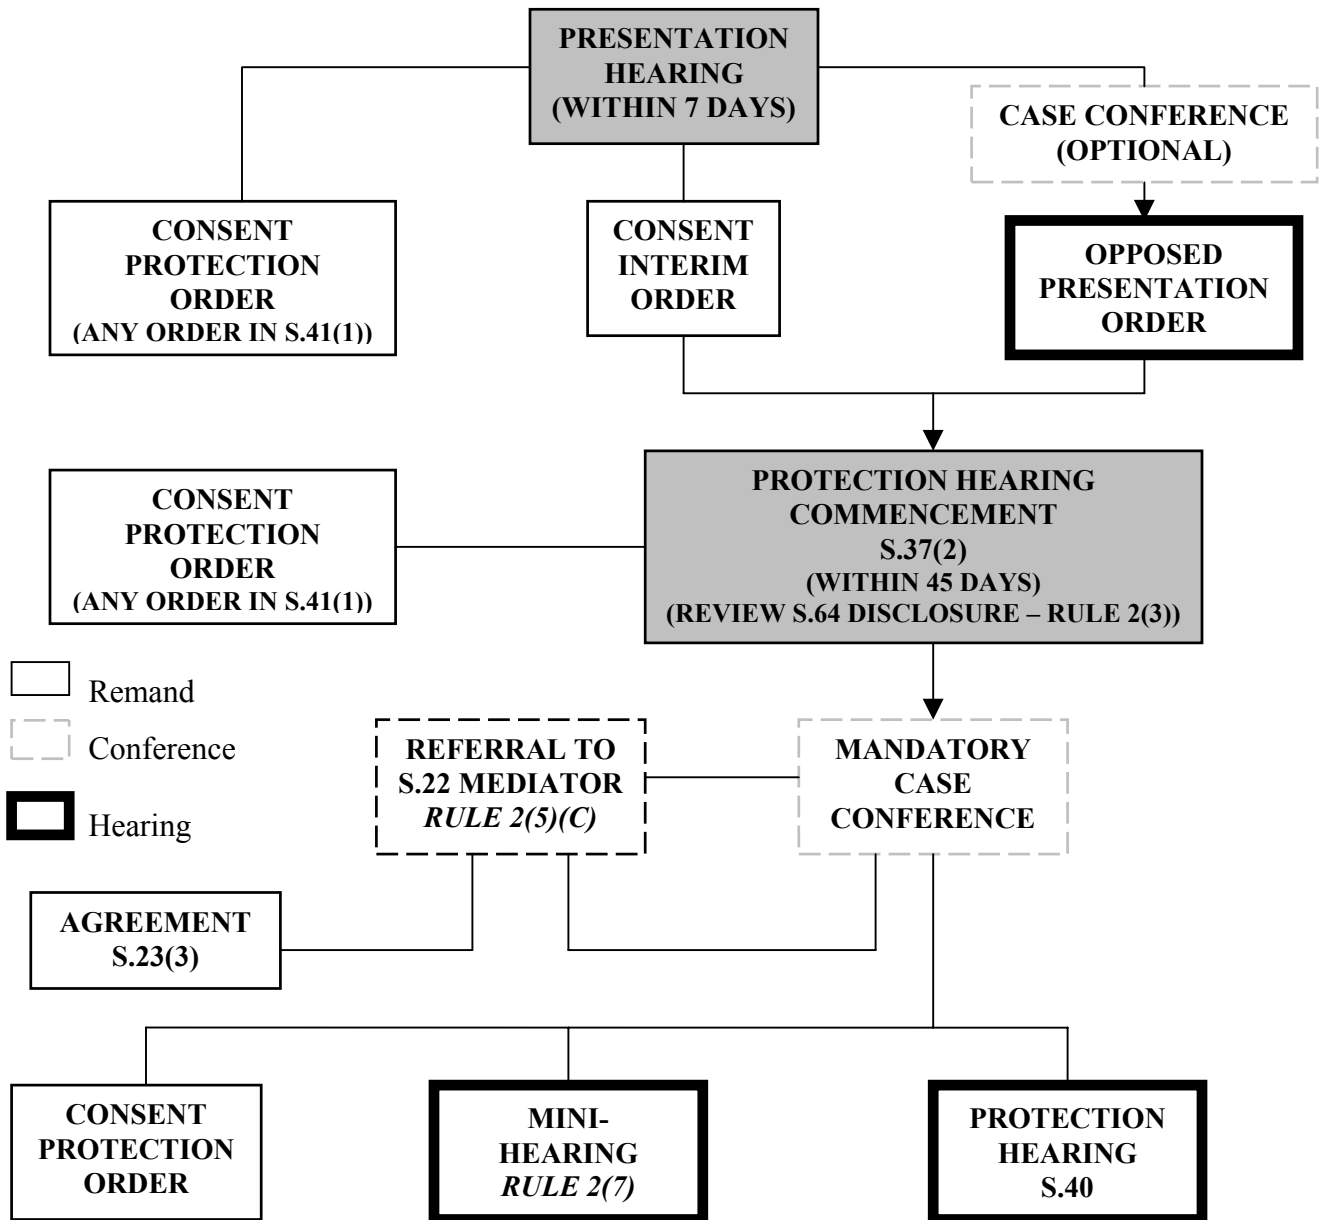 PRESENTATION
HEARING
(WITHIN 7 DAYS)
CASE CONFERENCE
(OPTIONAL)
CONSENT
PROTECTION
ORDER
(ANY ORDER IN S.41(1))
CONSENT
INTERIM
ORDER
OPPOSED
PRESENTATION
ORDER
CONSENT
PROTECTION
ORDER
(ANY ORDER IN S.41(1))
PROTECTION HEARING
COMMENCEMENT
S.37(2)
(WITHIN 45 DAYS)
(REVIEW S.64 DISCLOSURE – RULE 2(3))
Remand
Conference
Hearing
REFERRAL TO
S.22 MEDIATOR
RULE 2(5)(C)
MANDATORY
CASE
CONFERENCE
AGREEMENT
S.23(3)
CONSENT
PROTECTION
ORDER
MINI-
HEARING
RULE 2(7)
PROTECTION
HEARING
S.40